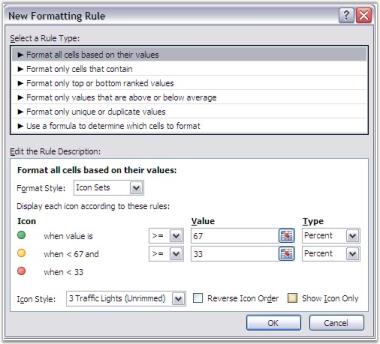 New Formatting Rule
Select a Rule Type:
► Format all cells based on their values
► Format only cells that contain
► Format only top or bottom ranked values
► Format only values that are above or below average
► Format only unique or duplicate values
► Use a formula to determine which cells to format
Edit the Rule Description:
Format all cells based on their values:
Format Style: Icon Sets
Display each icon according to these rules:
Icon Value Type
when value is >= 67 Percent
when < 67 and >= 33 Percent
when < 33
Icon Style: 3 Traffic Lights (Unrimmed) Reverse Icon Order Show Icon Only
OK Cancel